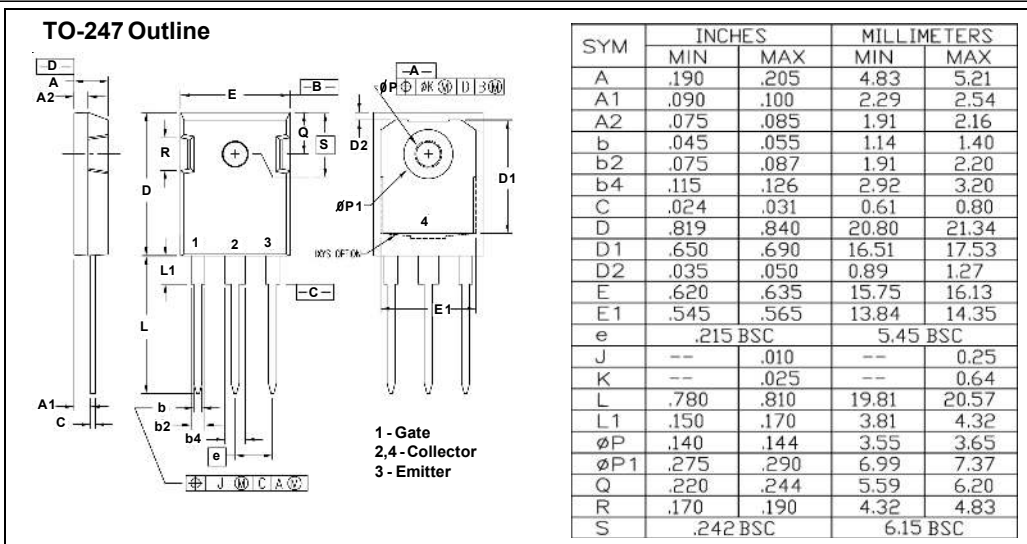 TO-247 Outline
D
A
A2
E
B
A
øP ⌖ øK Ⓜ D B Ⓜ
Q
S
R
D2
D
D1
øP1
4
1 2 3
IXYS OPTION
L1
C
E1
L
A1
C
b
b2
b4
e
⌖ J Ⓜ C A Ⓜ
1 - Gate
2,4 - Collector
3 - Emitter
SYM INCHES MILLIMETERS
MIN MAX MIN MAX
A .190 .205 4.83 5.21
A1 .090 .100 2.29 2.54
A2 .075 .085 1.91 2.16
b .045 .055 1.14 1.40
b2 .075 .087 1.91 2.20
b4 .115 .126 2.92 3.20
C .024 .031 0.61 0.80
D .819 .840 20.80 21.34
D1 .650 .690 16.51 17.53
D2 .035 .050 0.89 1.27
E .620 .635 15.75 16.13
E1 .545 .565 13.84 14.35
e .215 BSC 5.45 BSC
J -- .010 -- 0.25
K -- .025 -- 0.64
L .780 .810 19.81 20.57
L1 .150 .170 3.81 4.32
øP .140 .144 3.55 3.65
øP1 .275 .290 6.99 7.37
Q .220 .244 5.59 6.20
R .170 .190 4.32 4.83
S .242 BSC 6.15 BSC